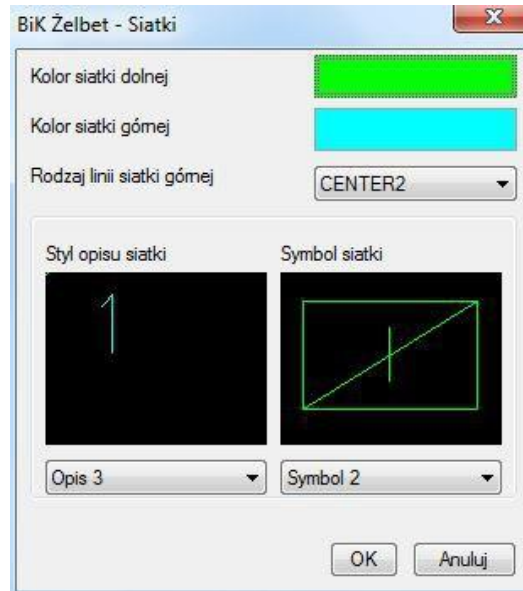 BiK Żelbet - Siatki
Kolor siatki dolnej
Kolor siatki górnej
Rodzaj linii siatki górnej
CENTER2
Styl opisu siatki
Symbol siatki
1
Opis 3
Symbol 2
OK
Anuluj